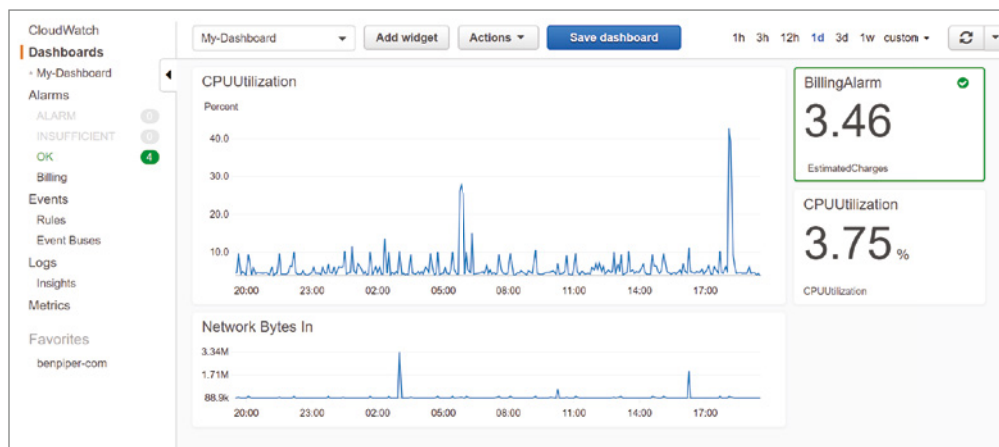 CloudWatch
Dashboards
My-Dashboard
Alarms
ALARM 0
INSUFFICIENT 0
OK 4
Billing
Events
Rules
Event Buses
Logs
Insights
Metrics
Favorites
benpiper-com
My-Dashboard Add widget Actions Save dashboard 1h 3h 12h 1d 3d 1w custom
CPUUtilization
Percent
40.0
30.0
20.0
10.0
20:00 23:00 02:00 05:00 08:00 11:00 14:00 17:00
Network Bytes In
3.34M
1.71M
88.9k
20:00 23:00 02:00 05:00 08:00 11:00 14:00 17:00
BillingAlarm
3.46
EstimatedCharges
CPUUtilization
3.75 %
CPUUtilization